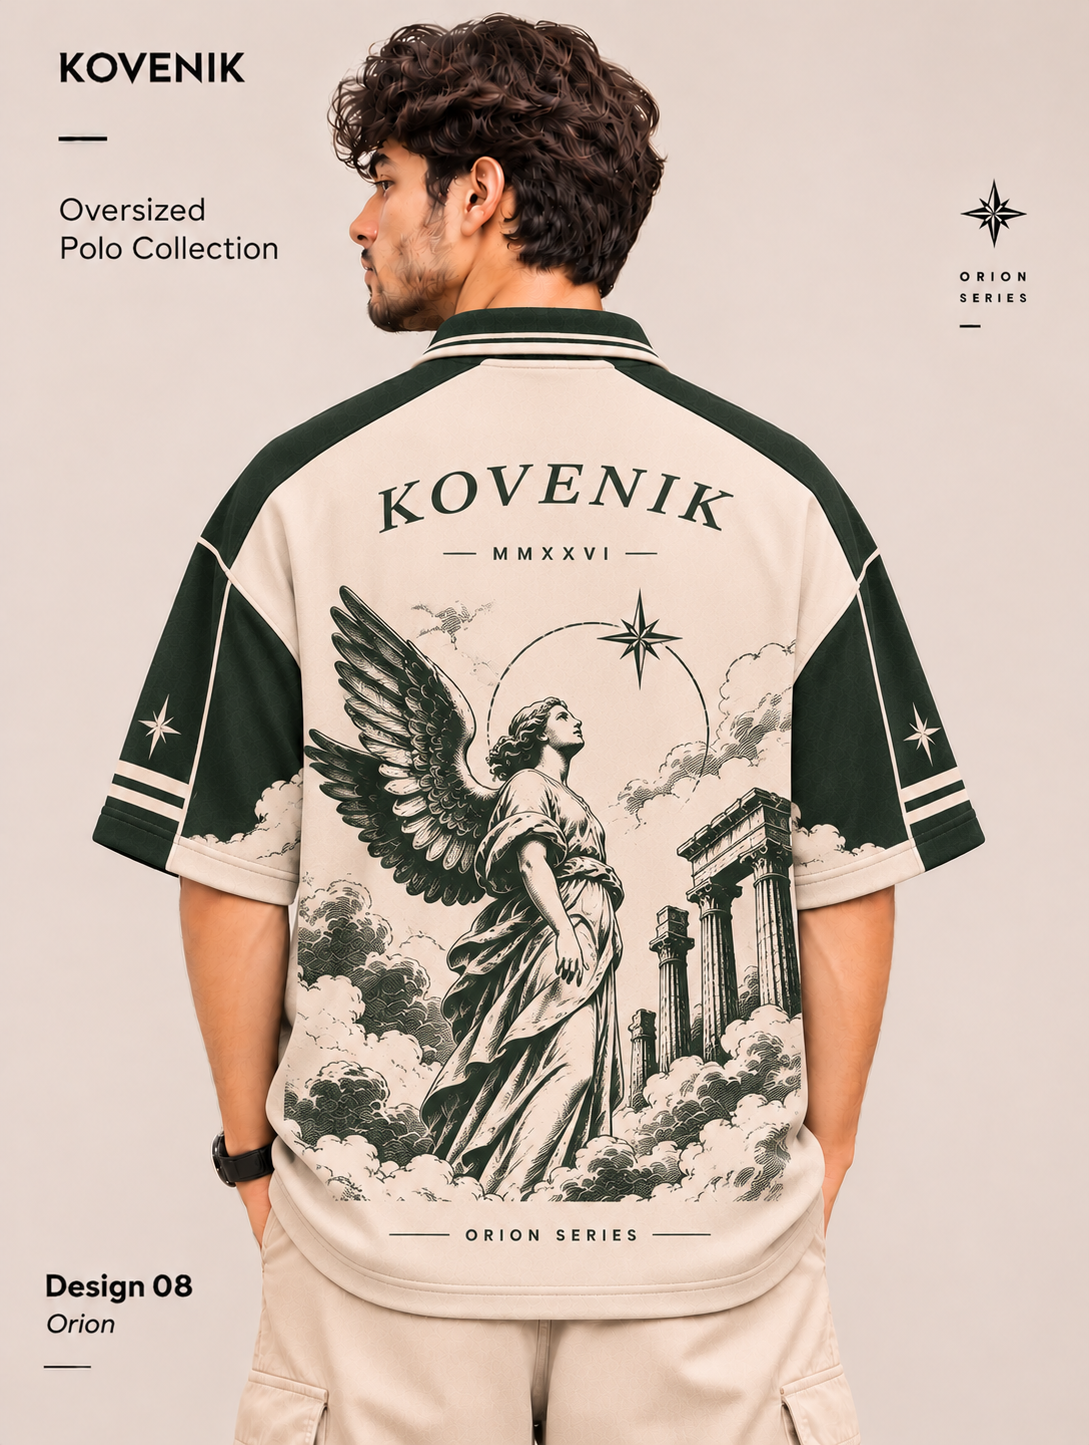 KOVENIK
Oversized
Polo Collection
ORION
SERIES
KOVENIK
MMXXVI
ORION SERIES
Design 08
Orion